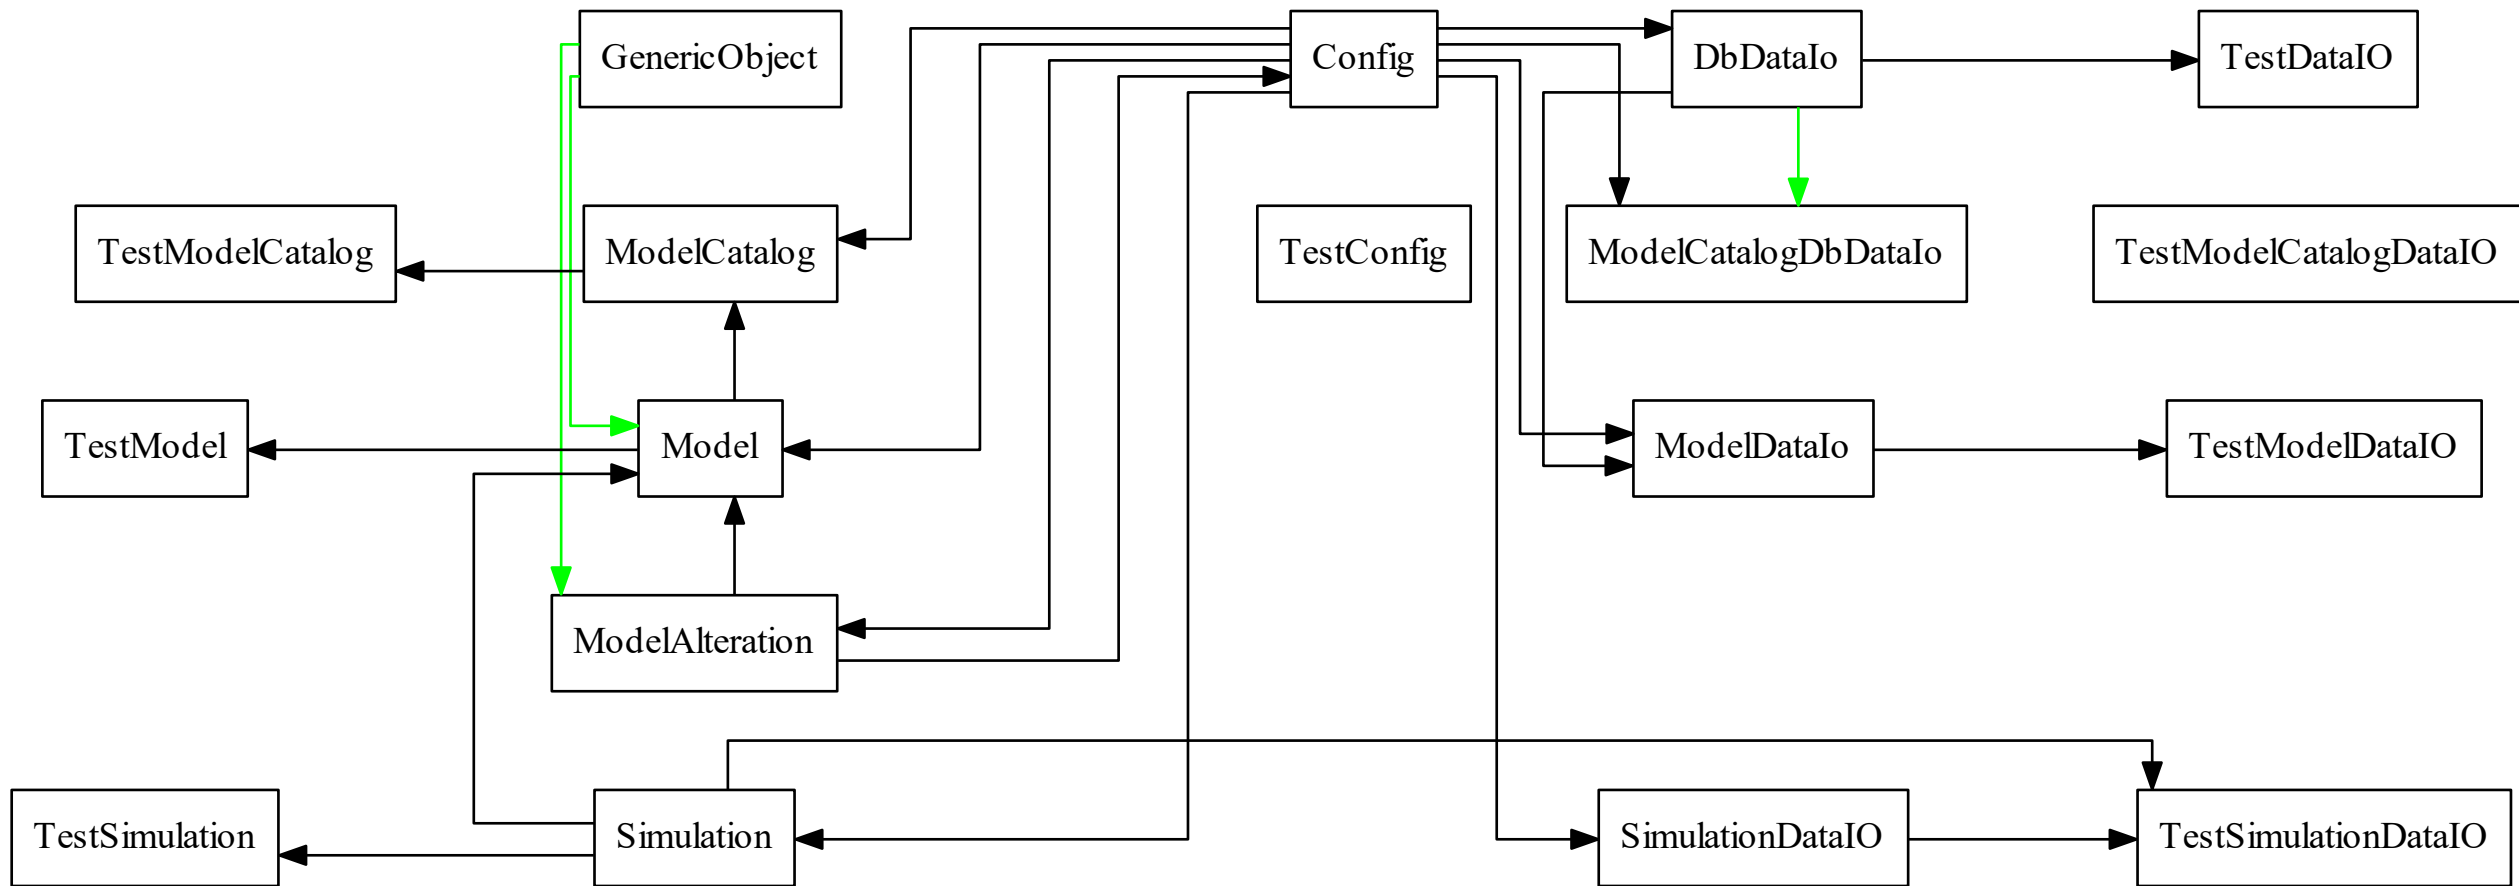 GenericObject
Config
DbDataIo
TestDataIO
TestModelCatalog
ModelCatalog
TestConfig
ModelCatalogDbDataIo
TestModelCatalogDataIO
TestModel
Model
ModelDataIo
TestModelDataIO
ModelAlteration
TestSimulation
Simulation
SimulationDataIO
TestSimulationDataIO